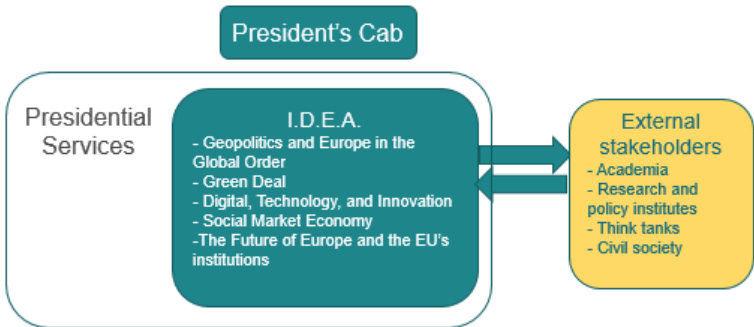 President's Cab
Presidential
Services
I.D.E.A.
- Geopolitics and Europe in the
Global Order
- Green Deal
- Digital, Technology, and Innovation
- Social Market Economy
-The Future of Europe and the EU's
institutions
External
stakeholders
- Academia
- Research and
policy institutes
- Think tanks
- Civil society